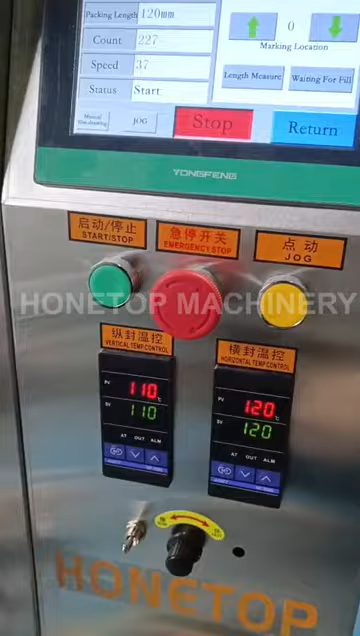 Packing Length 120mm
Count 227
Speed 37
Status Start
0
Marking Location
Length Measure
Waiting For Fill
JOG
Stop
Return
YONGFENG
启动/停止
START/STOP
急停开关
EMERGENCY STOP
点动
JOG
HONETOP MACHINERY
纵封温控
VERTICAL TEMP.CONTROL
横封温控
HORIZONTAL TEMP.CONTROL
PV 110 ℃
SV 110
AT OUT ALM
PV 120 ℃
SV 120
AT OUT ALM
HONETOP